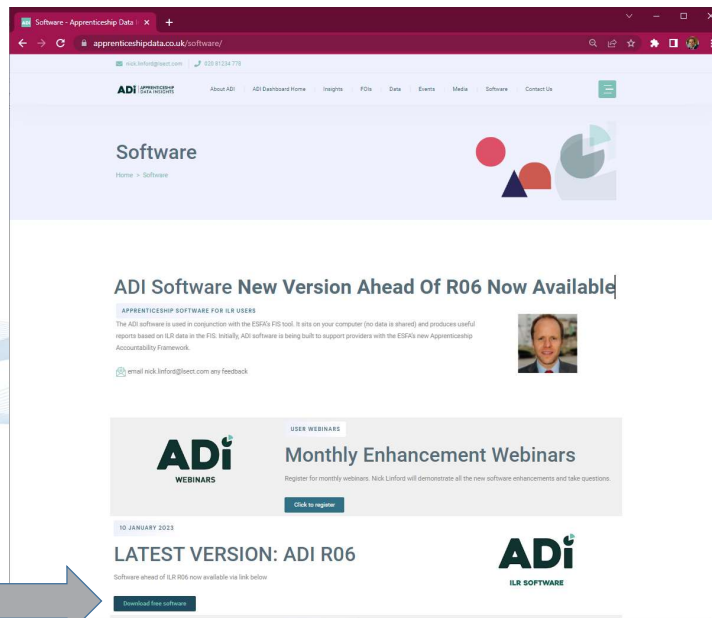 Software - Apprenticeship Data I
apprenticeshipdata.co.uk/software/
nick.linford@lsect.com 020 81234 778
ADi APPRENTICESHIP DATA INSIGHTS About ADI ADI Dashboard Home Insights FOIs Data Events Media Software Contact Us
Software
Home > Software
ADI Software New Version Ahead Of R06 Now Available
APPRENTICESHIP SOFTWARE FOR ILR USERS
The ADI software is used in conjunction with the ESFA's FIS tool. It sits on your computer (no data is shared) and produces useful
reports based on ILR data in the FIS. Initially, ADI software is being built to support providers with the ESFA's new Apprenticeship
Accountability Framework.
email nick.linford@lsect.com any feedback
ADi
WEBINARS
USER WEBINARS
Monthly Enhancement Webinars
Register for monthly webinars. Nick Linford will demonstrate all the new software enhancements and take questions.
Click to register
10 JANUARY 2023
LATEST VERSION: ADI R06
Software ahead of ILR R06 now available via link below
Download free software
ADi
ILR SOFTWARE